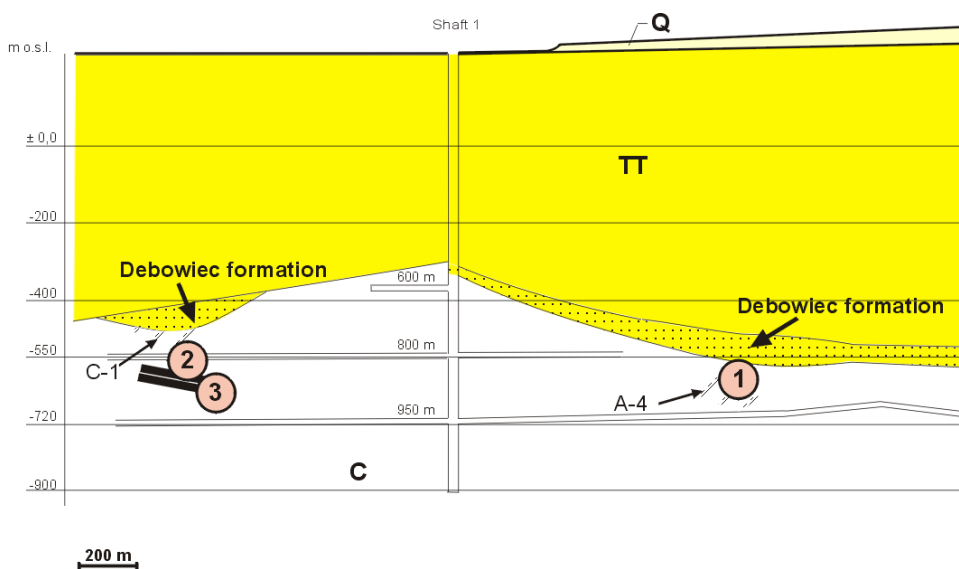 Shaft 1
Q
m o.s.l.
± 0,0
TT
-200
Debowiec formation
600 m
-400
Debowiec formation
800 m
-550
C-1
2
1
3
A-4
950 m
-720
C
-900
200 m